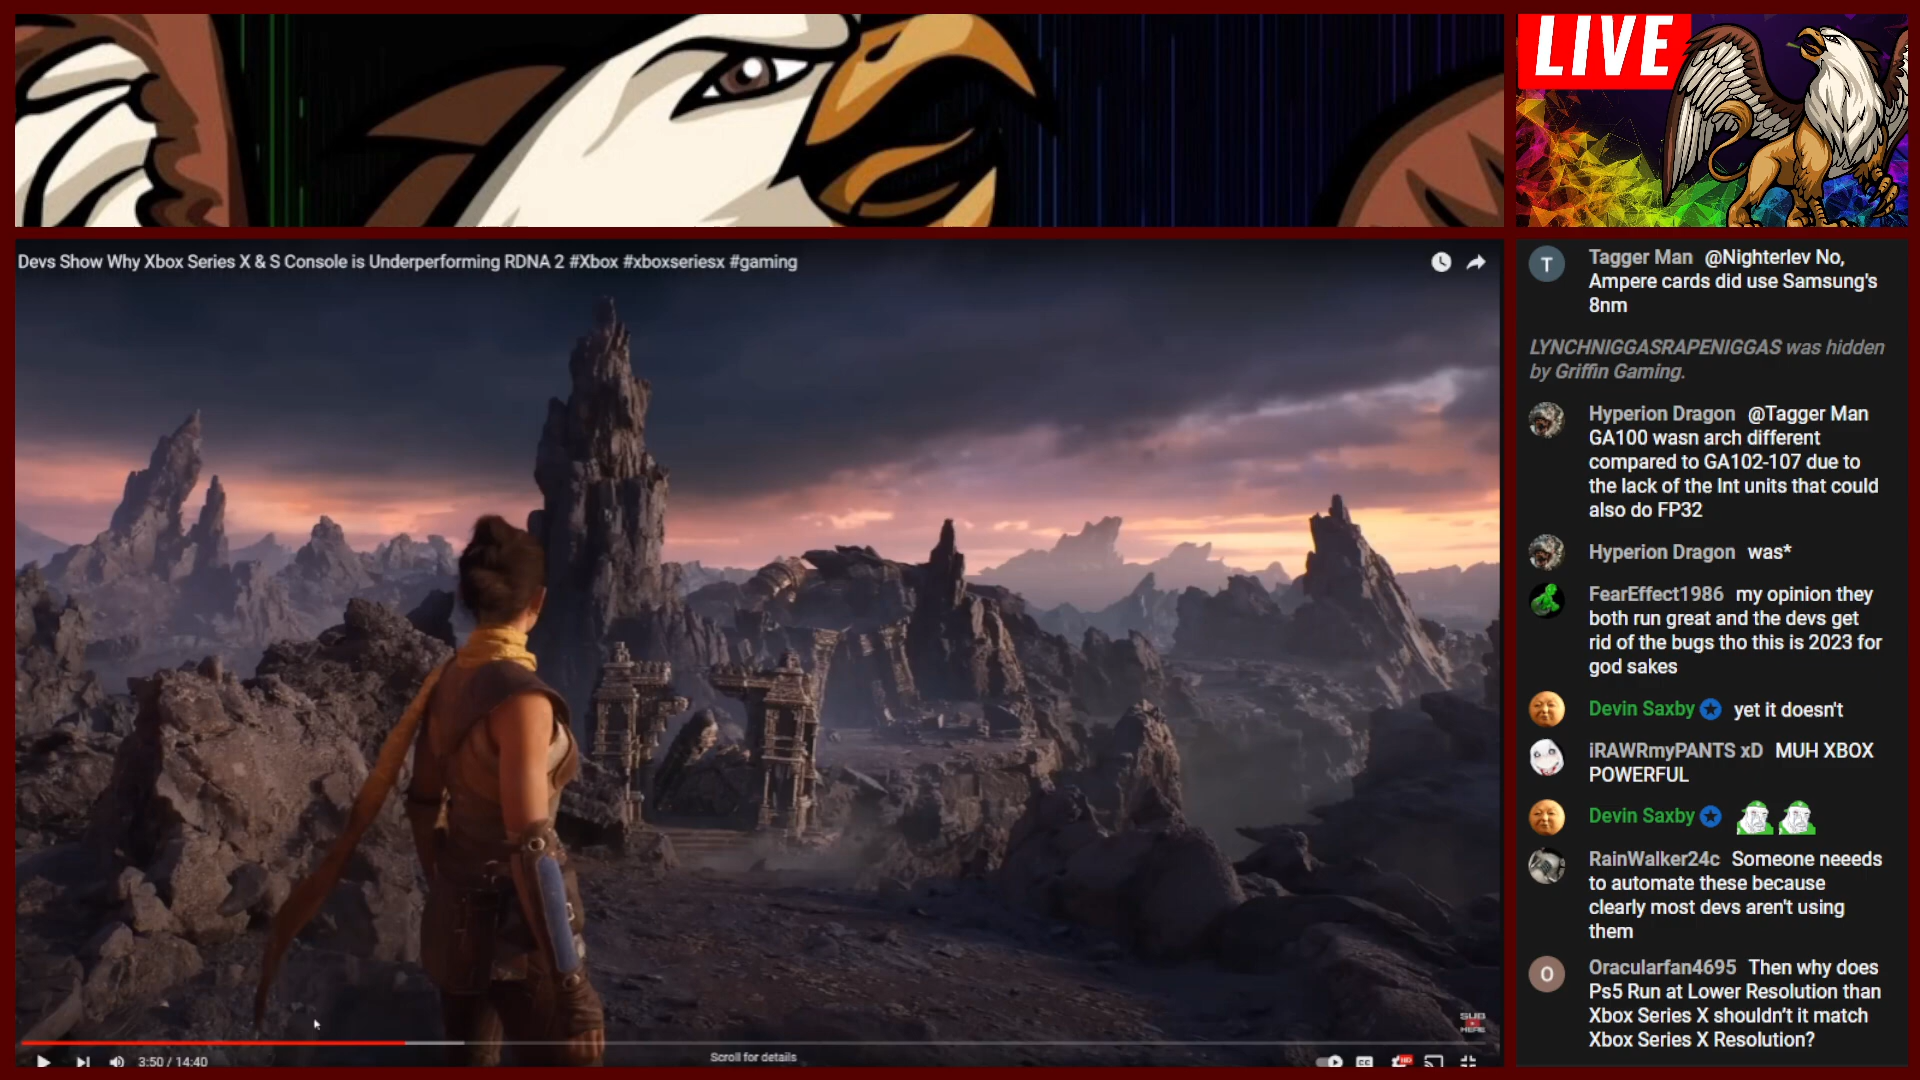 LIVE
Devs Show Why Xbox Series X & S Console is Underperforming RDNA 2 #Xbox #xboxseriesx #gaming
Tagger Man @Nighterlev No,
Ampere cards did use Samsung's
8nm
LYNCHNIGGASRAPENIGGAS was hidden
by Griffin Gaming.
Hyperion Dragon @Tagger Man
GA100 wasn arch different
compared to GA102-107 due to
the lack of the Int units that could
also do FP32
Hyperion Dragon was*
FearEffect1986 my opinion they
both run great and the devs get
rid of the bugs tho this is 2023 for
god sakes
Devin Saxby yet it doesn't
iRAWRmyPANTS xD MUH XBOX
POWERFUL
Devin Saxby
RainWalker24c Someone neeeds
to automate these because
clearly most devs aren't using
them
Oracularfan4695 Then why does
Ps5 Run at Lower Resolution than
Xbox Series X shouldn't it match
Xbox Series X Resolution?
T
O
SUB
HERE
3:50 / 14:40
Scroll for details
CC
HD